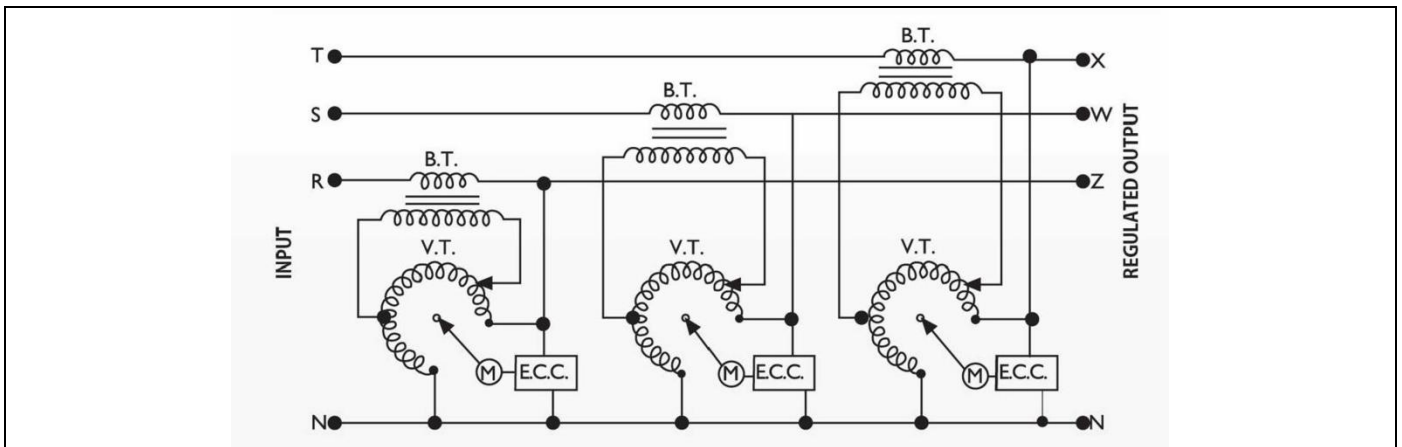 B.T.
T X
B.T.
S W
B.T.
R Z
INPUT
REGULATED OUTPUT
V.T. V.T. V.T.
M E.C.C. M E.C.C. M E.C.C.
N N